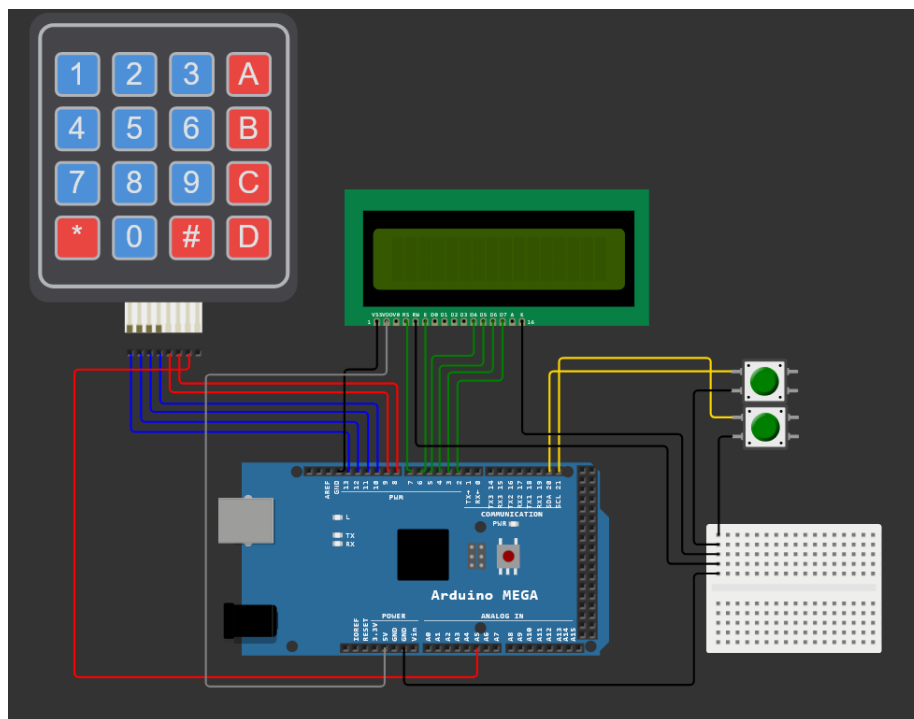 1 2 3 A
4 5 6 B
7 8 9 C
* 0 # D
VSS VDD V0 RS RW E D0 D1 D2 D3 D4 D5 D6 D7 A K
1 16
AREF GND 13 12 11 10 9 8 7 6 5 4 3 2 1 0 14 15 16 17 18 19 20 21
TX→ RX← TX3 RX3 TX2 RX2 TX1 RX1 SDA SCL
PWM
COMMUNICATION
L
PWR
TX
RX
Arduino MEGA
POWER ANALOG IN
IOREF RESET 3.3V 5V GND GND Vin A0 A1 A2 A3 A4 A5 A6 A7 A8 A9 A10 A11 A12 A13 A14 A15